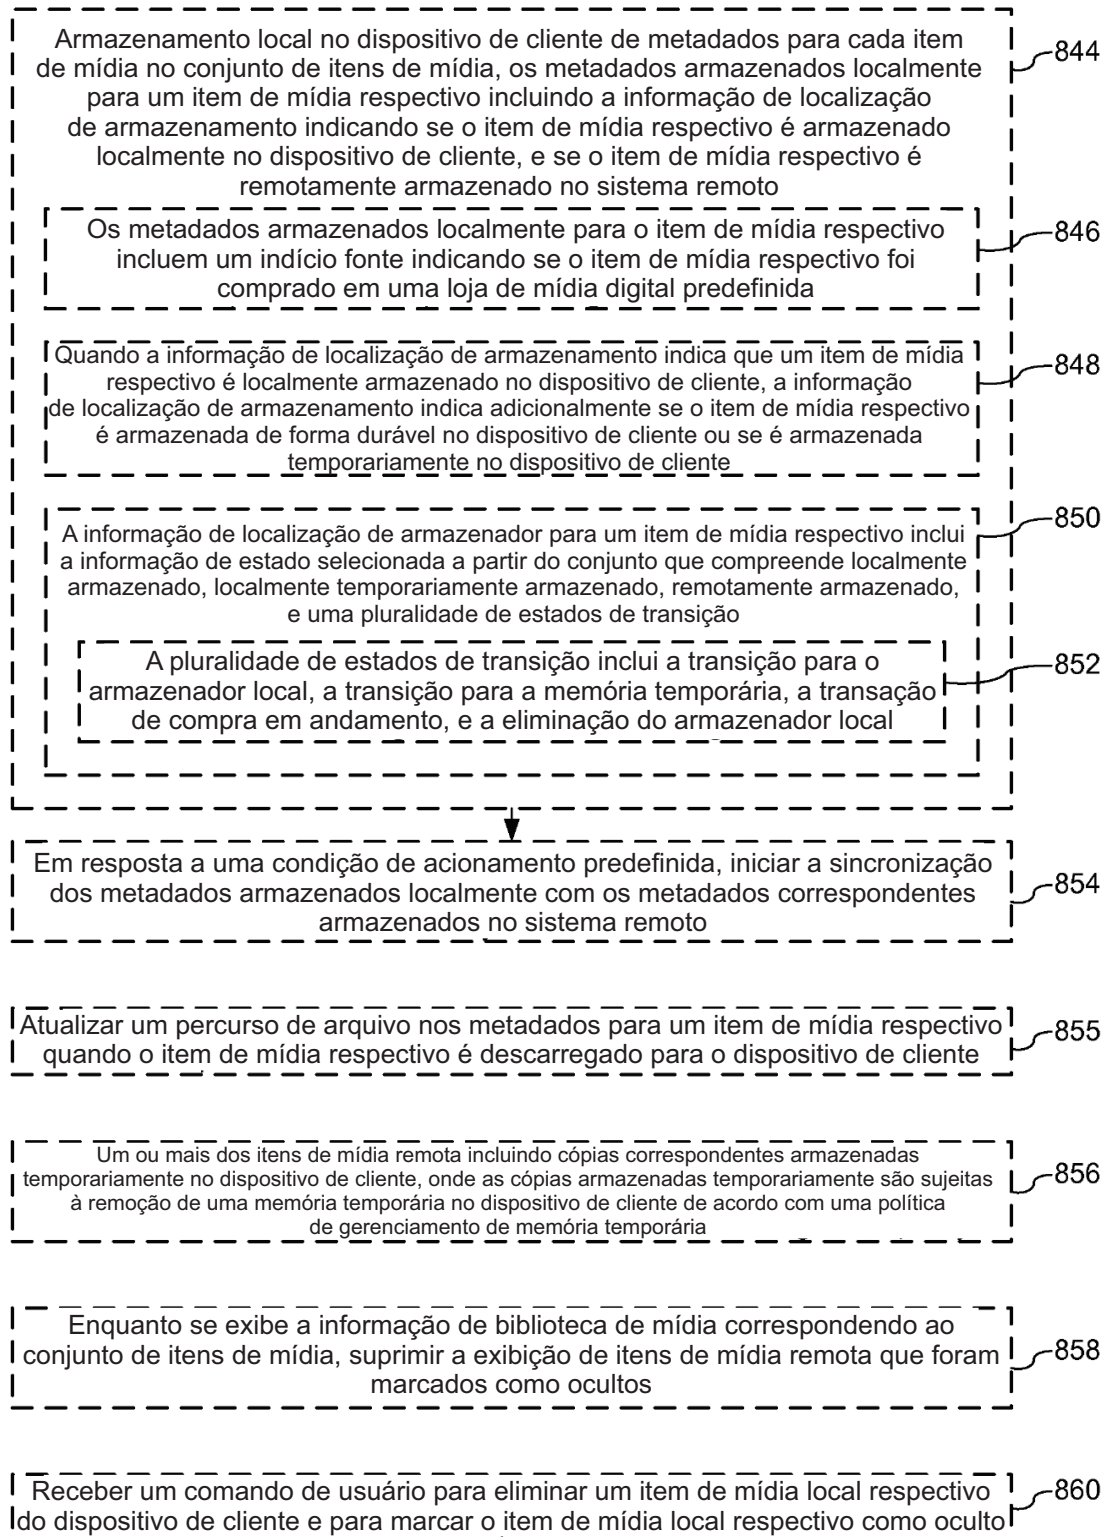 Armazenamento local no dispositivo de cliente de metadados para cada item
de mídia no conjunto de itens de mídia, os metadados armazenados localmente
para um item de mídia respectivo incluindo a informação de localização
de armazenamento indicando se o item de mídia respectivo é armazenado
localmente no dispositivo de cliente, e se o item de mídia respectivo é
remotamente armazenado no sistema remoto
844
Os metadados armazenados localmente para o item de mídia respectivo
incluem um indício fonte indicando se o item de mídia respectivo foi
comprado em uma loja de mídia digital predefinida
846
Quando a informação de localização de armazenamento indica que um item de mídia
respectivo é localmente armazenado no dispositivo de cliente, a informação
de localização de armazenamento indica adicionalmente se o item de mídia respectivo
é armazenada de forma durável no dispositivo de cliente ou se é armazenada
temporariamente no dispositivo de cliente
848
A informação de localização de armazenador para um item de mídia respectivo inclui
a informação de estado selecionada a partir do conjunto que compreende localmente
armazenado, localmente temporariamente armazenado, remotamente armazenado,
e uma pluralidade de estados de transição
850
A pluralidade de estados de transição inclui a transição para o
armazenador local, a transição para a memória temporária, a transação
de compra em andamento, e a eliminação do armazenador local
852
Em resposta a uma condição de acionamento predefinida, iniciar a sincronização
dos metadados armazenados localmente com os metadados correspondentes
armazenados no sistema remoto
854
Atualizar um percurso de arquivo nos metadados para um item de mídia respectivo
quando o item de mídia respectivo é descarregado para o dispositivo de cliente
855
Um ou mais dos itens de mídia remota incluindo cópias correspondentes armazenadas
temporariamente no dispositivo de cliente, onde as cópias armazenadas temporariamente são sujeitas
à remoção de uma memória temporária no dispositivo de cliente de acordo com uma política
de gerenciamento de memória temporária
856
Enquanto se exibe a informação de biblioteca de mídia correspondendo ao
conjunto de itens de mídia, suprimir a exibição de itens de mídia remota que foram
marcados como ocultos
858
Receber um comando de usuário para eliminar um item de mídia local respectivo
do dispositivo de cliente e para marcar o item de mídia local respectivo como oculto
860